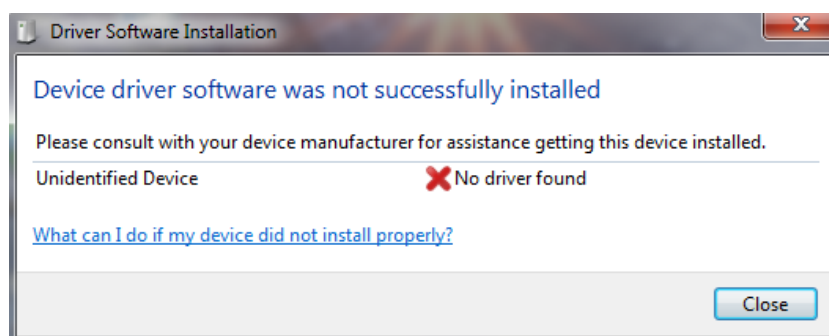 Driver Software Installation
Device driver software was not successfully installed
Please consult with your device manufacturer for assistance getting this device installed.
Unidentified Device No driver found
What can I do if my device did not install properly?
Close